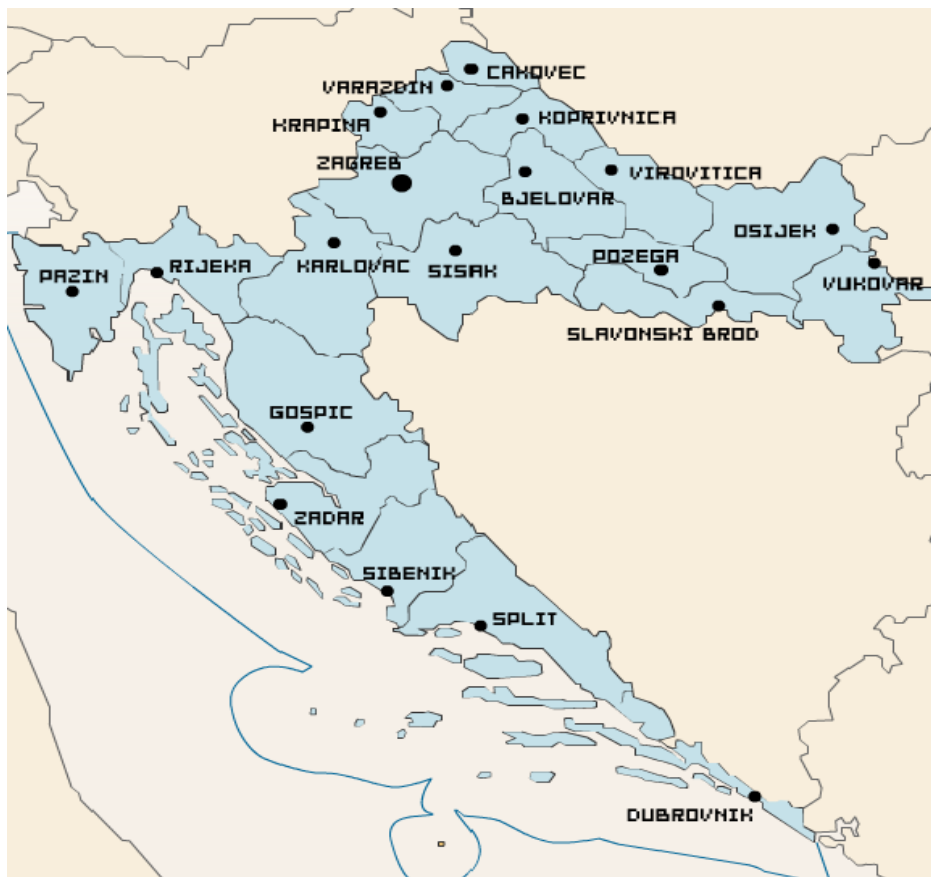 CAKOVEC
VARAZDIN
KOPRIVNICA
KRAPINA
ZAGREB
VIROVITICA
BJELOVAR
OSIJEK
POZEGA
RIJEKA
KARLOVAC
SISAK
PAZIN
VUKOVAR
SLAVONSKI BROD
GOSPIC
ZADAR
SIBENIK
SPLIT
DUBROVNIK